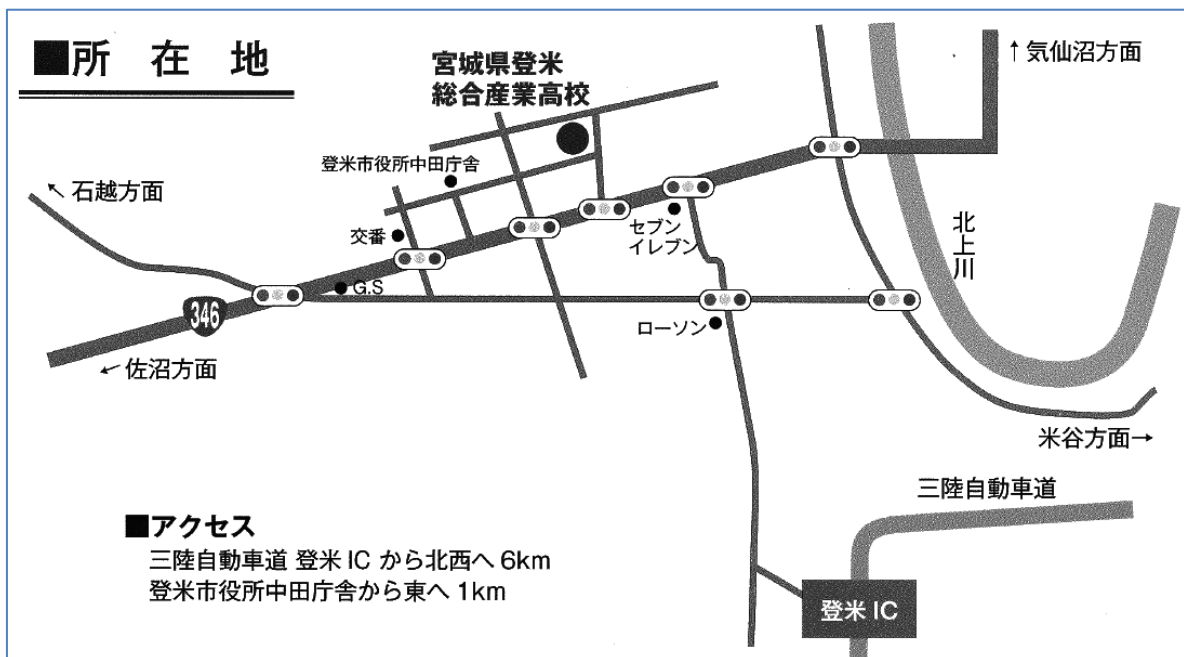 ■所 在 地
宮城県登米
総合産業高校
↑気仙沼方面
登米市役所中田庁舎
↖石越方面
交番
セブン
イレブン
北上川
G.S
346
ローソン
←佐沼方面
米谷方面→
三陸自動車道
■アクセス
三陸自動車道 登米 IC から北西へ 6km
登米市役所中田庁舎から東へ 1km
登米 IC